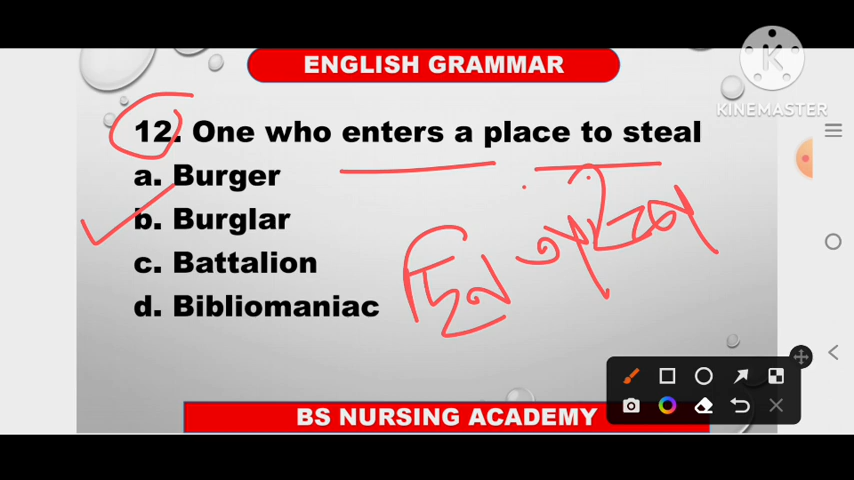 ENGLISH GRAMMAR
KINEMASTER
12. One who enters a place to steal
a. Burger
b. Burglar
c. Battalion
d. Bibliomaniac
BS NURSING ACADEMY